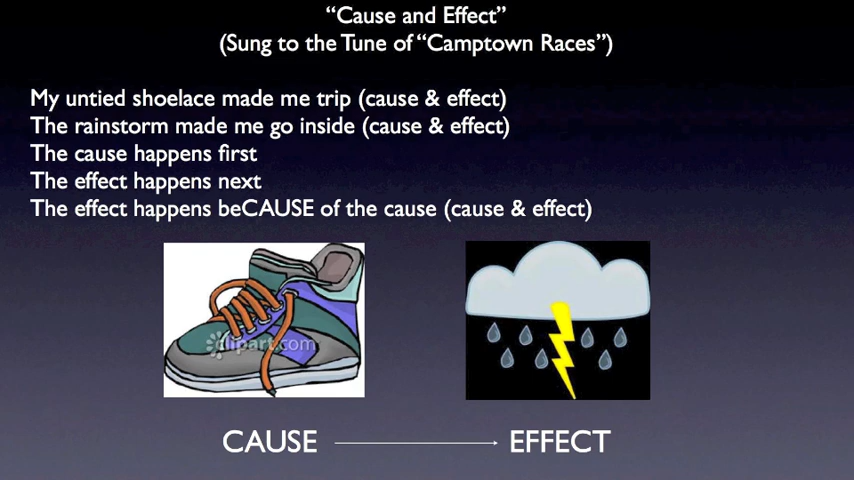 “Cause and Effect”
(Sung to the Tune of “Camptown Races”)
My untied shoelace made me trip (cause & effect)
The rainstorm made me go inside (cause & effect)
The cause happens first
The effect happens next
The effect happens beCAUSE of the cause (cause & effect)
clipart.com
CAUSE
EFFECT